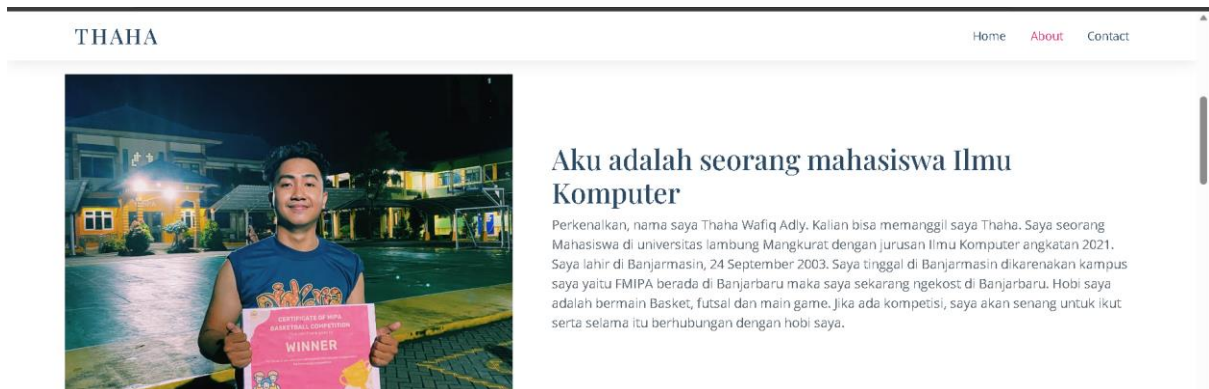 THAHA
Home About Contact
Aku adalah seorang mahasiswa Ilmu
Komputer
Perkenalkan, nama saya Thaha Wafiq Adly. Kalian bisa memanggil saya Thaha. Saya seorang
Mahasiswa di universitas lambung Mangkurat dengan jurusan Ilmu Komputer angkatan 2021.
Saya lahir di Banjarmasin, 24 September 2003. Saya tinggal di Banjarmasin dikarenakan kampus
saya yaitu FMIPA berada di Banjarbaru maka saya sekarang ngekost di Banjarbaru. Hobi saya
adalah bermain Basket, futsal dan main game. Jika ada kompetisi, saya akan senang untuk ikut
serta selama itu berhubungan dengan hobi saya.
CERTIFICATE OF MIPA
BASKETBALL COMPETITION
WINNER